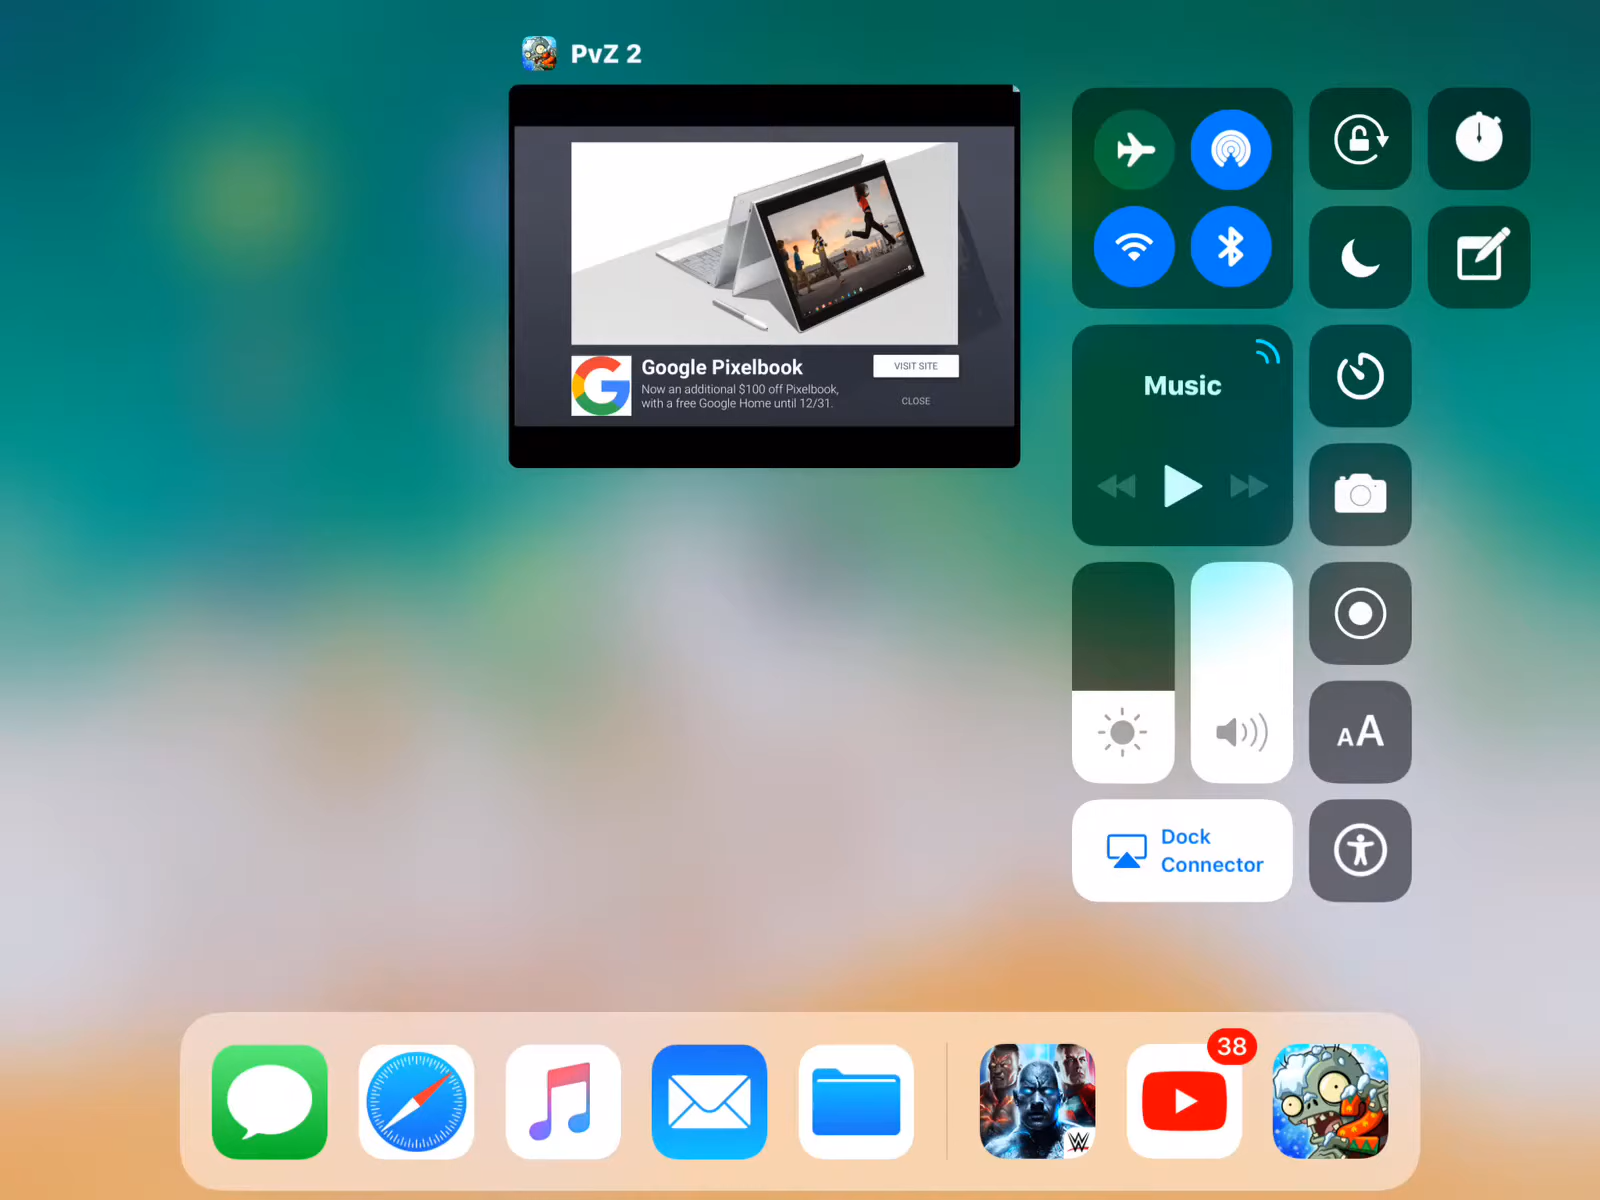 PvZ 2
Google Pixelbook
Now an additional $100 off Pixelbook,
with a free Google Home until 12/31.
VISIT SITE
CLOSE
Music
AA
Dock
Connector
38
W